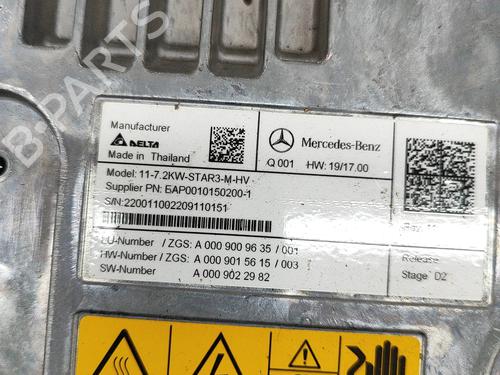 B-PARTS
Manufacturer
DELTA
Made in Thailand
Mercedes-Benz
Q 001 HW: 19/17.00
Model: 11-7.2KW-STAR3-M-HV
Supplier PN: EAP0010150200-1
S/N: 220011002209110151
EU-Number / ZGS: A 000 900 96 35 / 001
HW-Number / ZGS: A 000 901 56 15 / 003
SW-Number A 000 902 29 82
Release
Stage D2